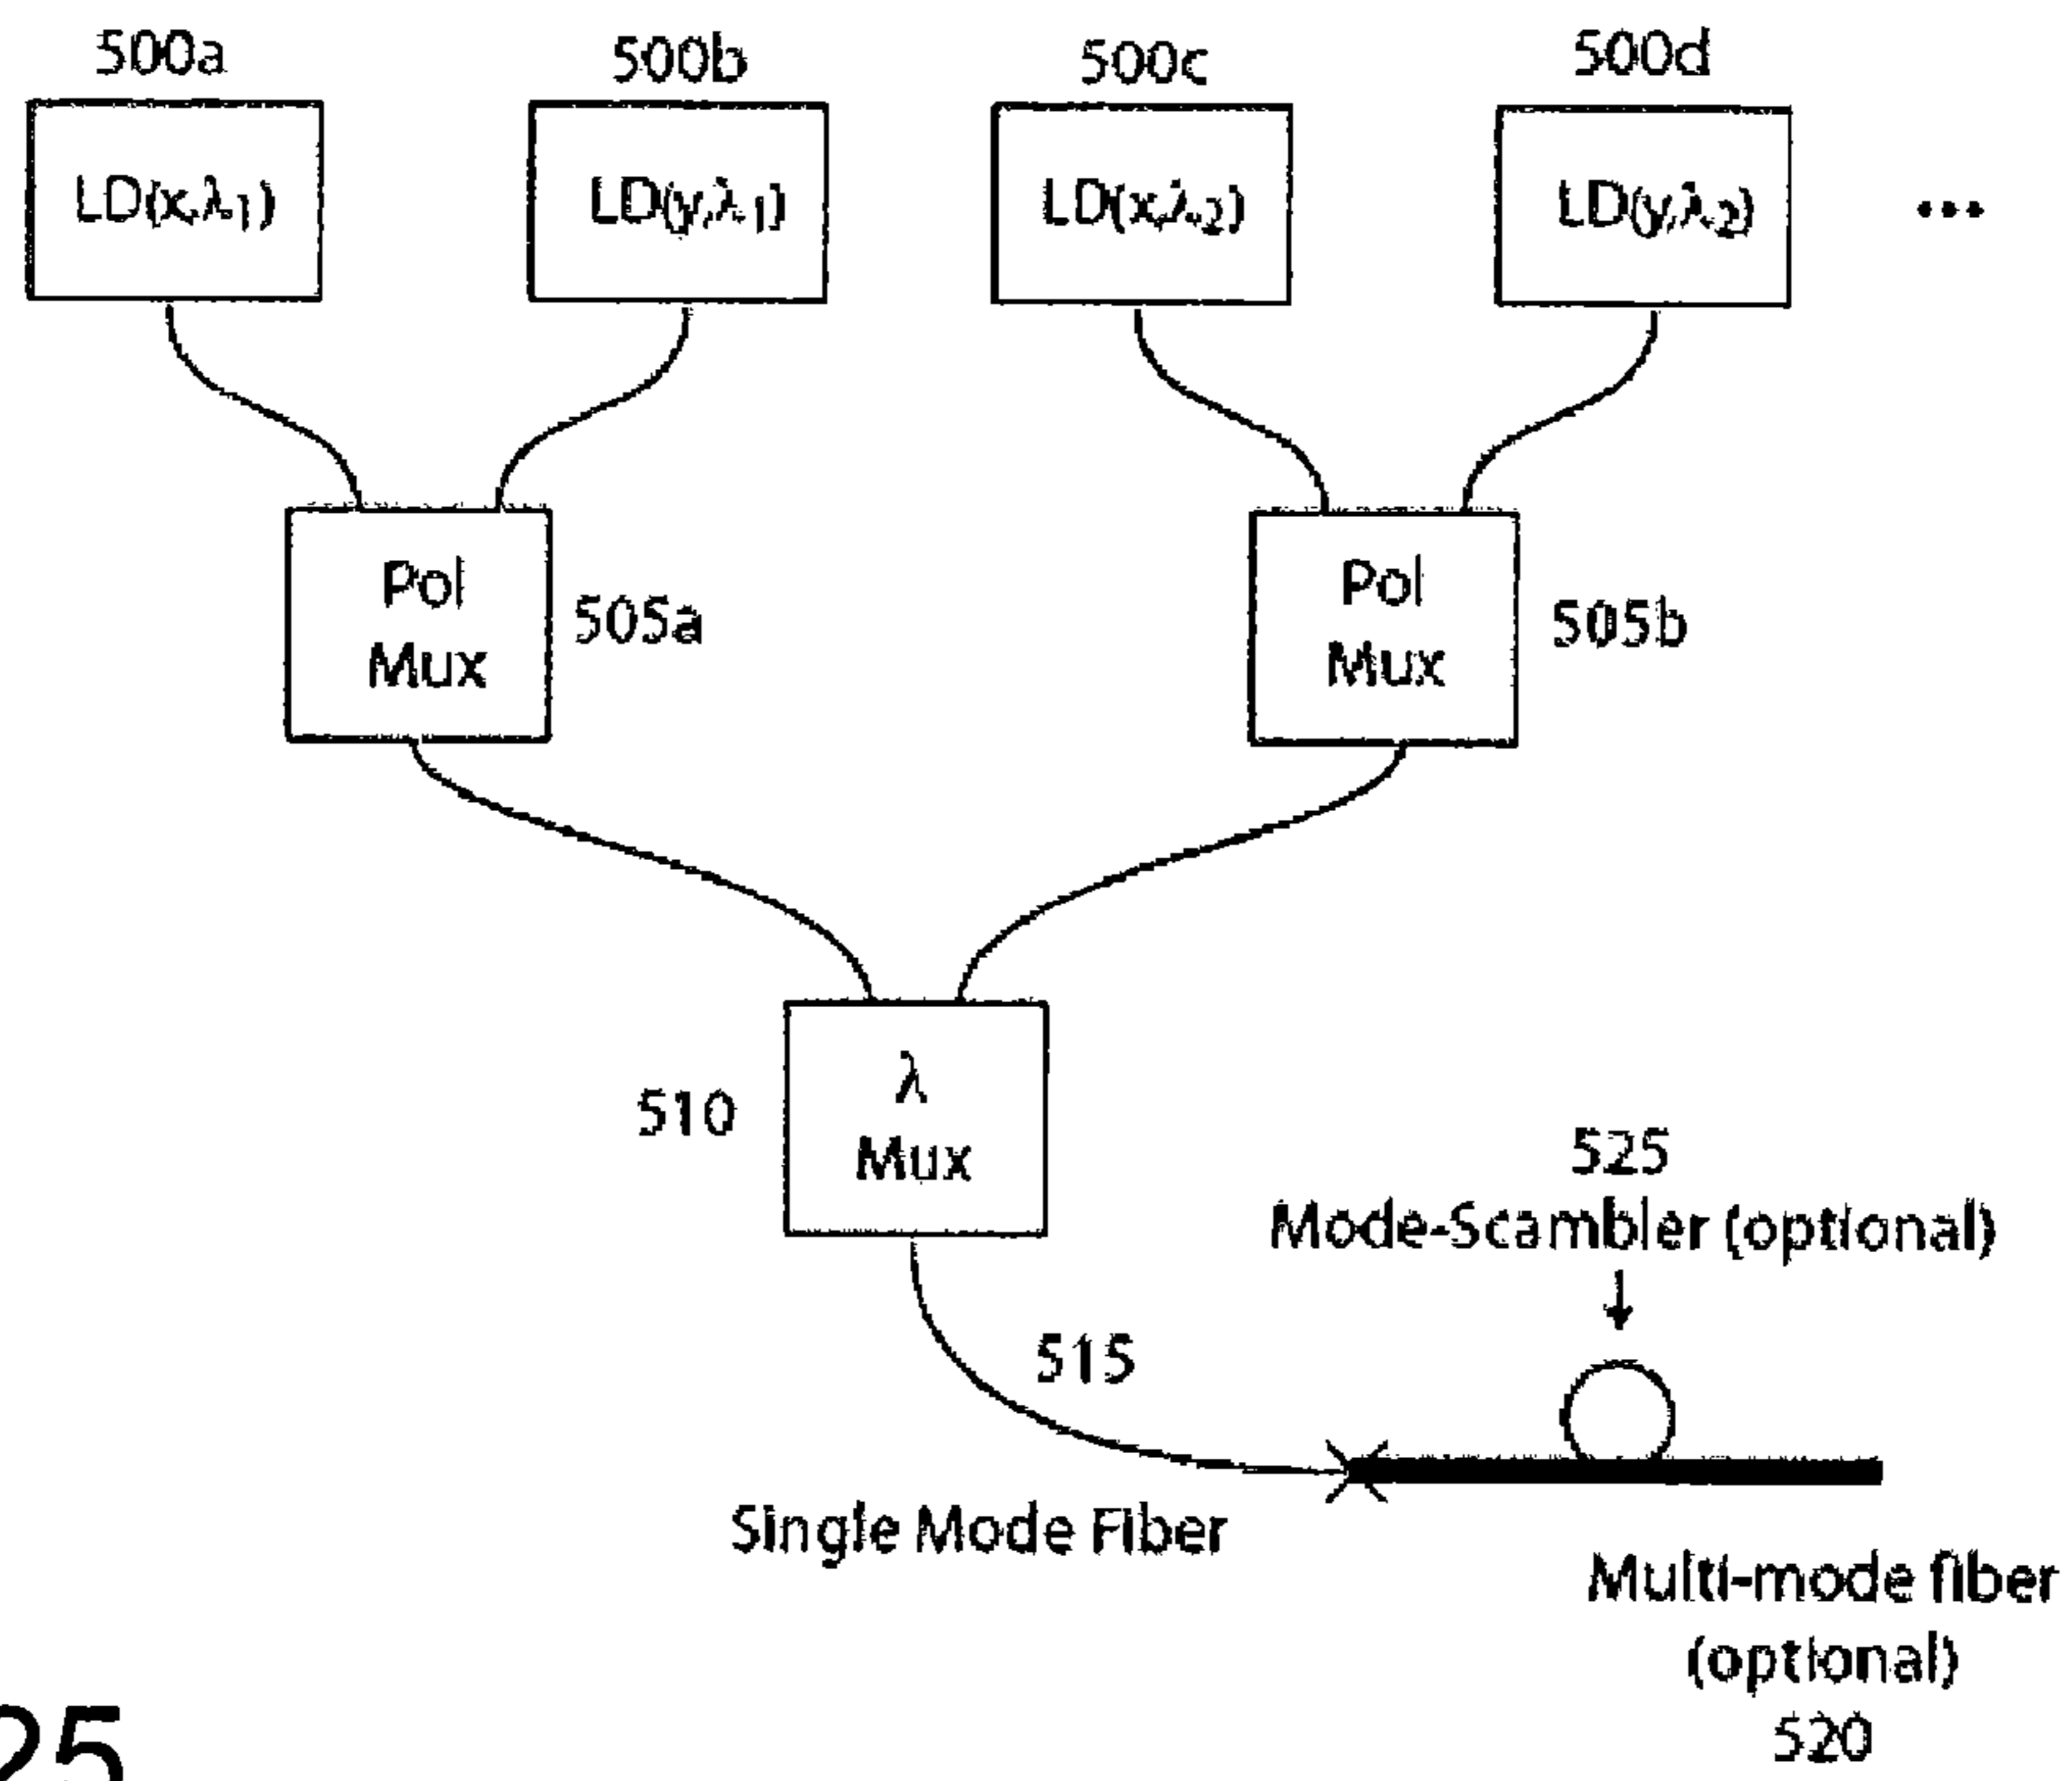 500a 500b 500c 500d
LD(x,λ₁) LD(y,λ₁) LD(x,λ₂) LD(y,λ₂) ...
Pol
Mux
505a
Pol
Mux
505b
510
λ
Mux
525
Mode-Scambler (optional)
515
Single Mode Fiber
Multi-mode fiber
(optional)
520
25